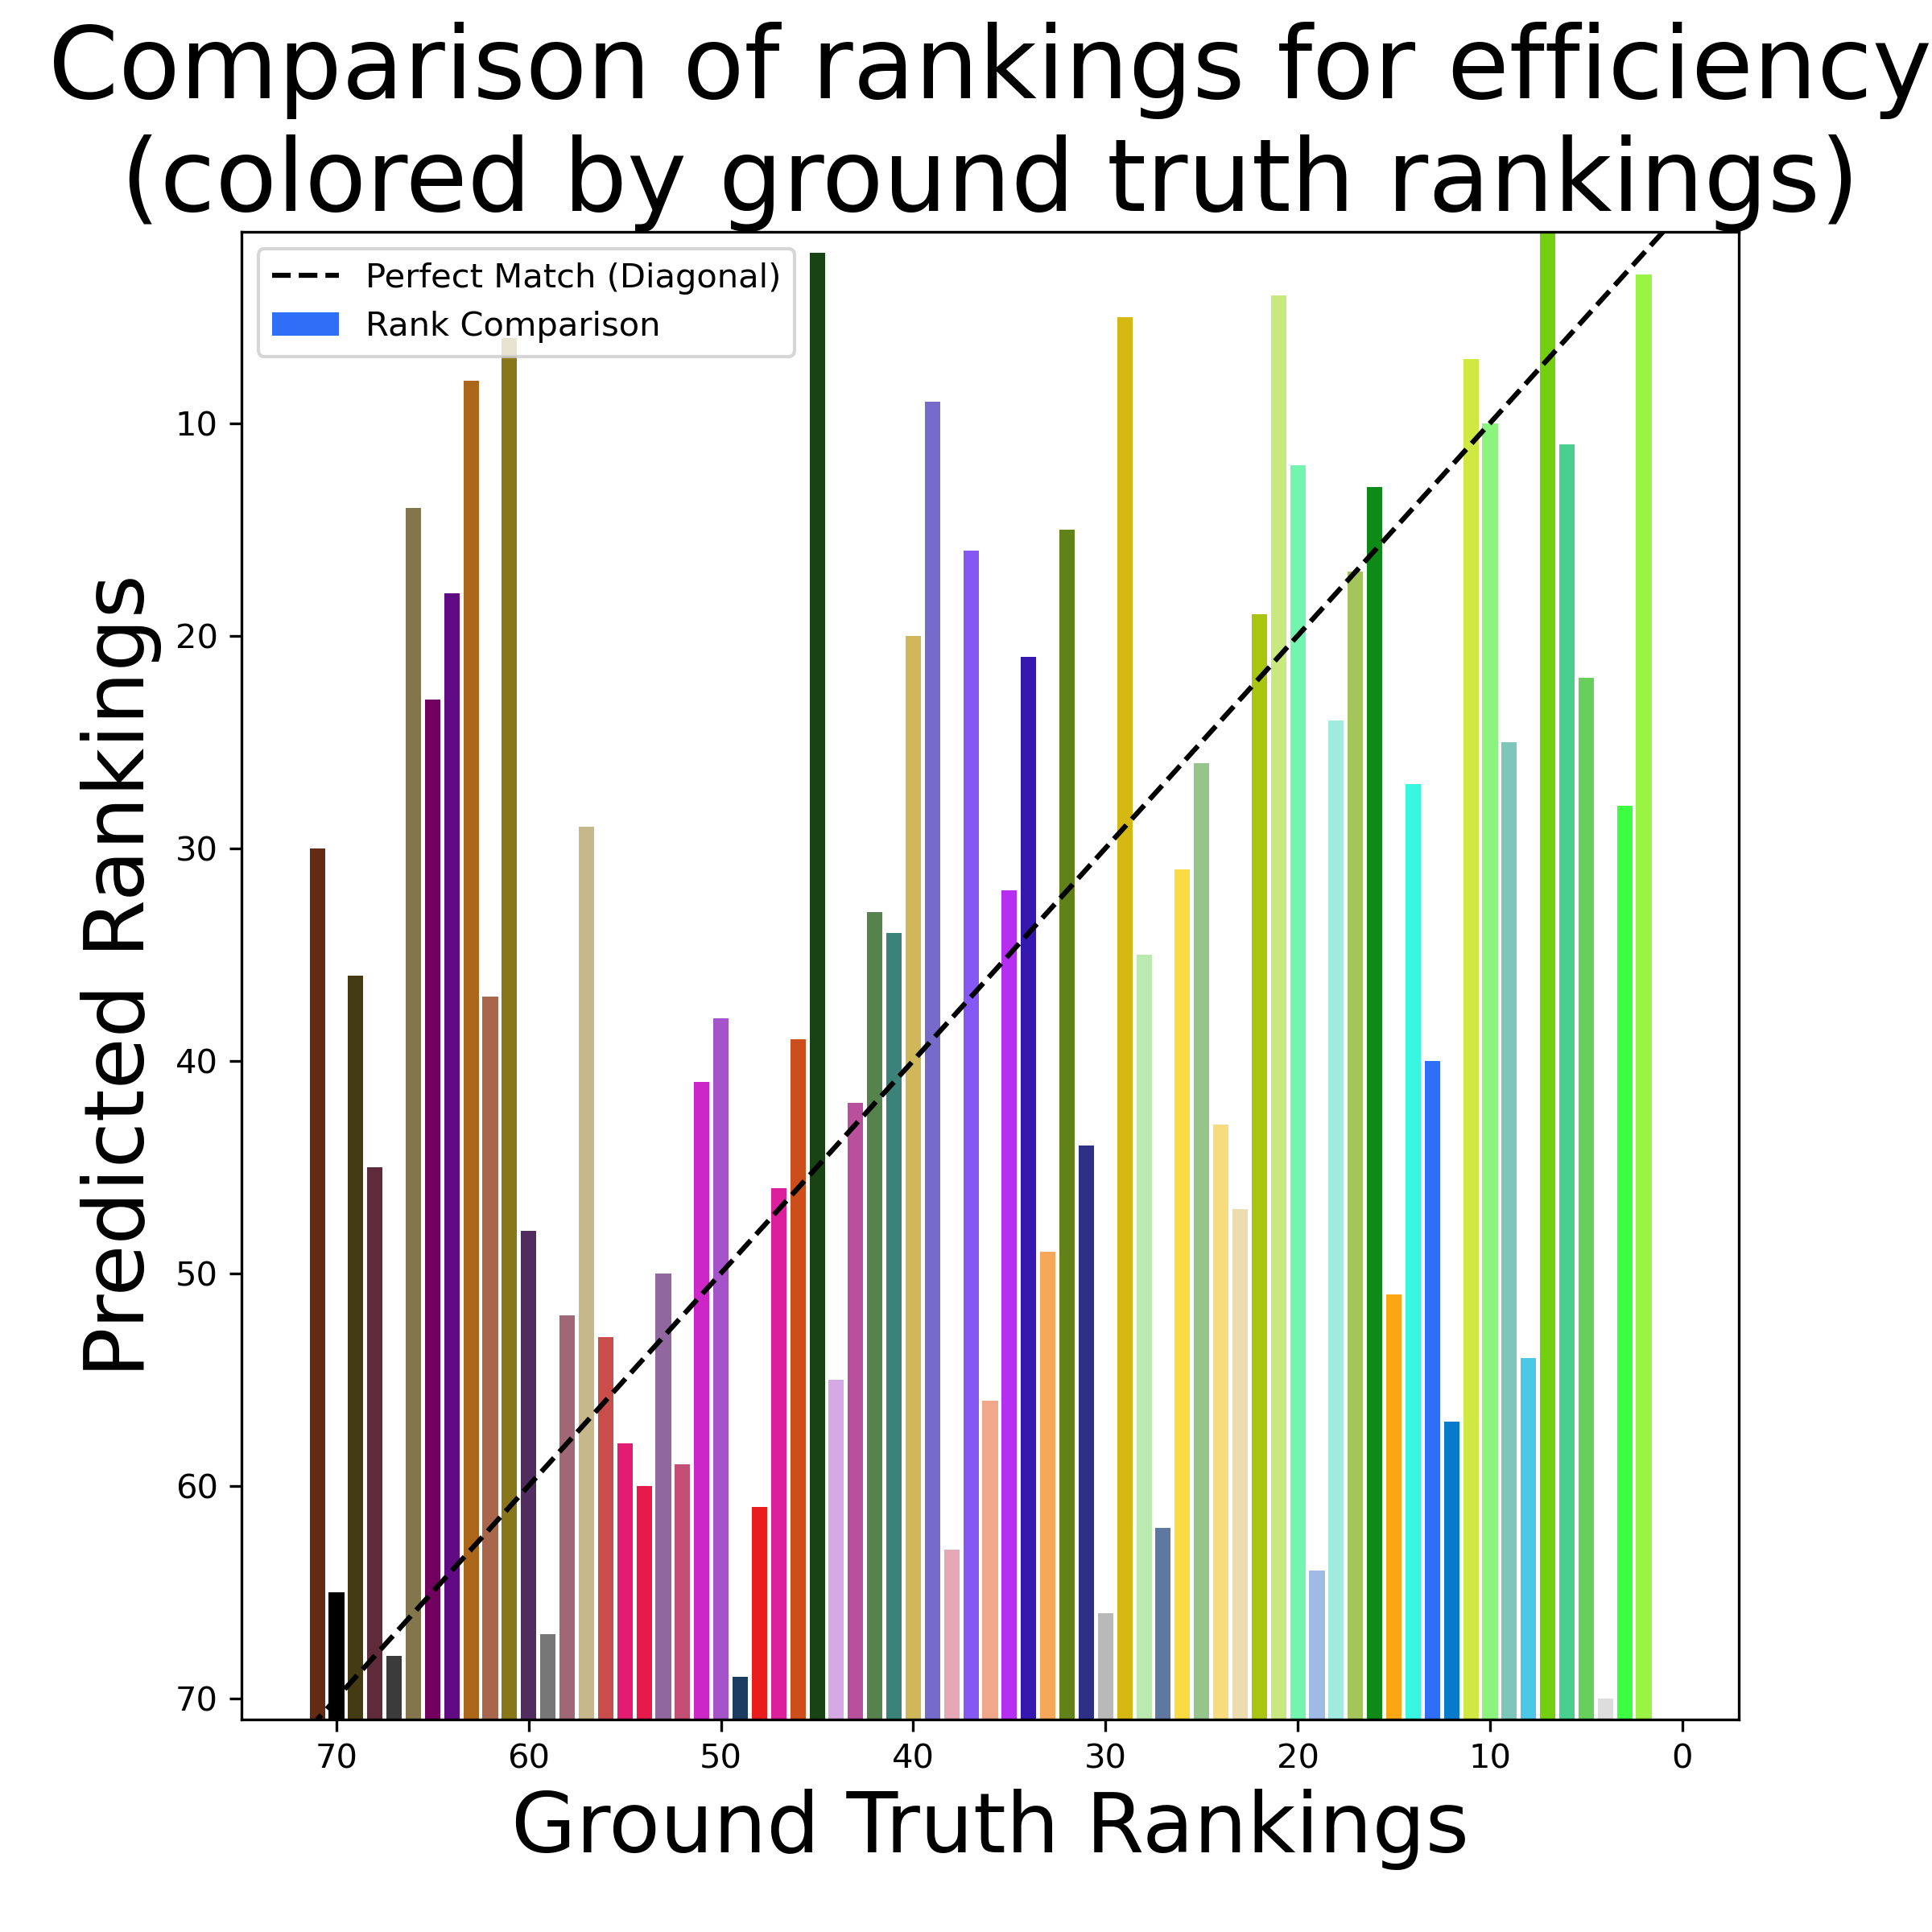 Comparison of rankings for efficiency
(colored by ground truth rankings)
Perfect Match (Diagonal)
Rank Comparison
Predicted Rankings
10
20
30
40
50
60
70
70 60 50 40 30 20 10 0
Ground Truth Rankings